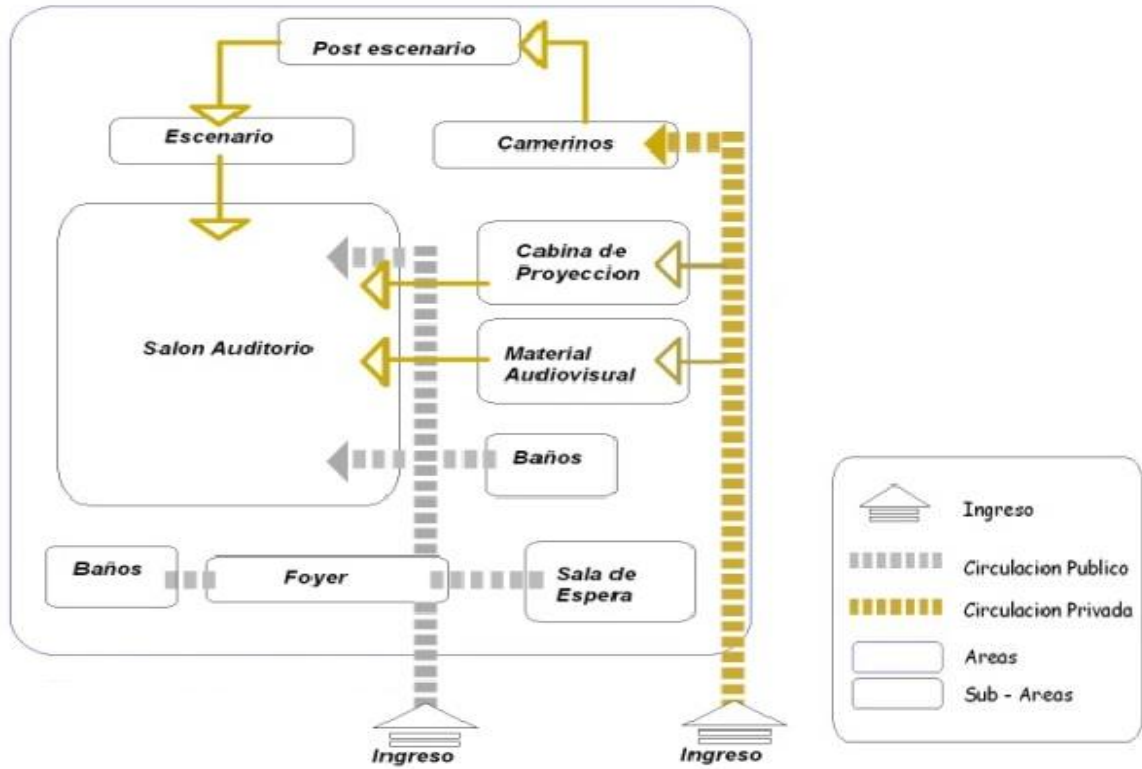 Post escenario
Escenario
Camerinos
Cabina de
Proyeccion
Salon Auditorio
Material
Audiovisual
Baños
Baños
Foyer
Sala de
Espera
Ingreso
Ingreso
Ingreso
Circulacion Público
Circulacion Privada
Areas
Sub - Areas